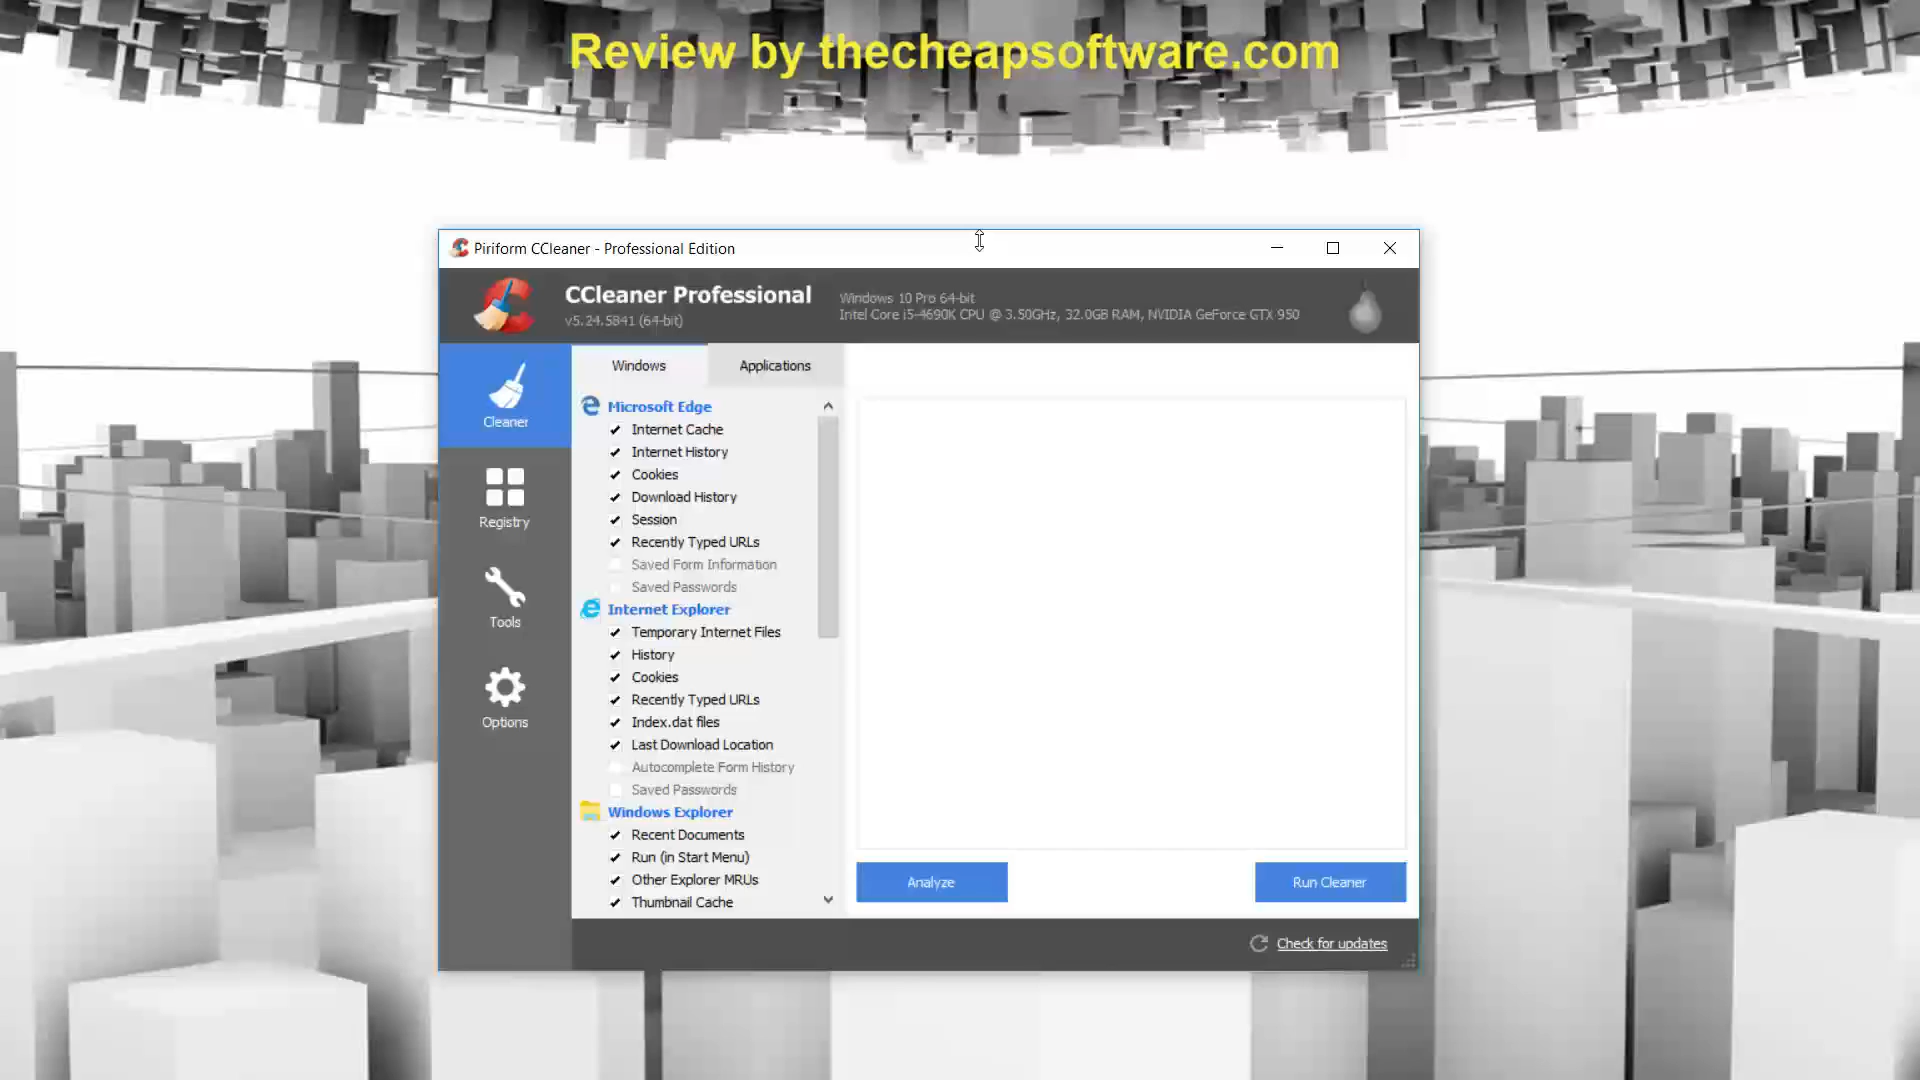 Review by thecheapsoftware.com
Piriform CCleaner - Professional Edition
CCleaner Professional
v5.24.5841 (64-bit)
Windows 10 Pro 64-bit
Intel Core i5-4690K CPU @ 3.50GHz, 32.0GB RAM, NVIDIA GeForce GTX 950
Cleaner
Registry
Tools
Options
Windows
Applications
Microsoft Edge
Internet Cache
Internet History
Cookies
Download History
Session
Recently Typed URLs
Saved Form Information
Saved Passwords
Internet Explorer
Temporary Internet Files
History
Cookies
Recently Typed URLs
Index.dat files
Last Download Location
Autocomplete Form History
Saved Passwords
Windows Explorer
Recent Documents
Run (in Start Menu)
Other Explorer MRUs
Thumbnail Cache
Analyze
Run Cleaner
Check for updates